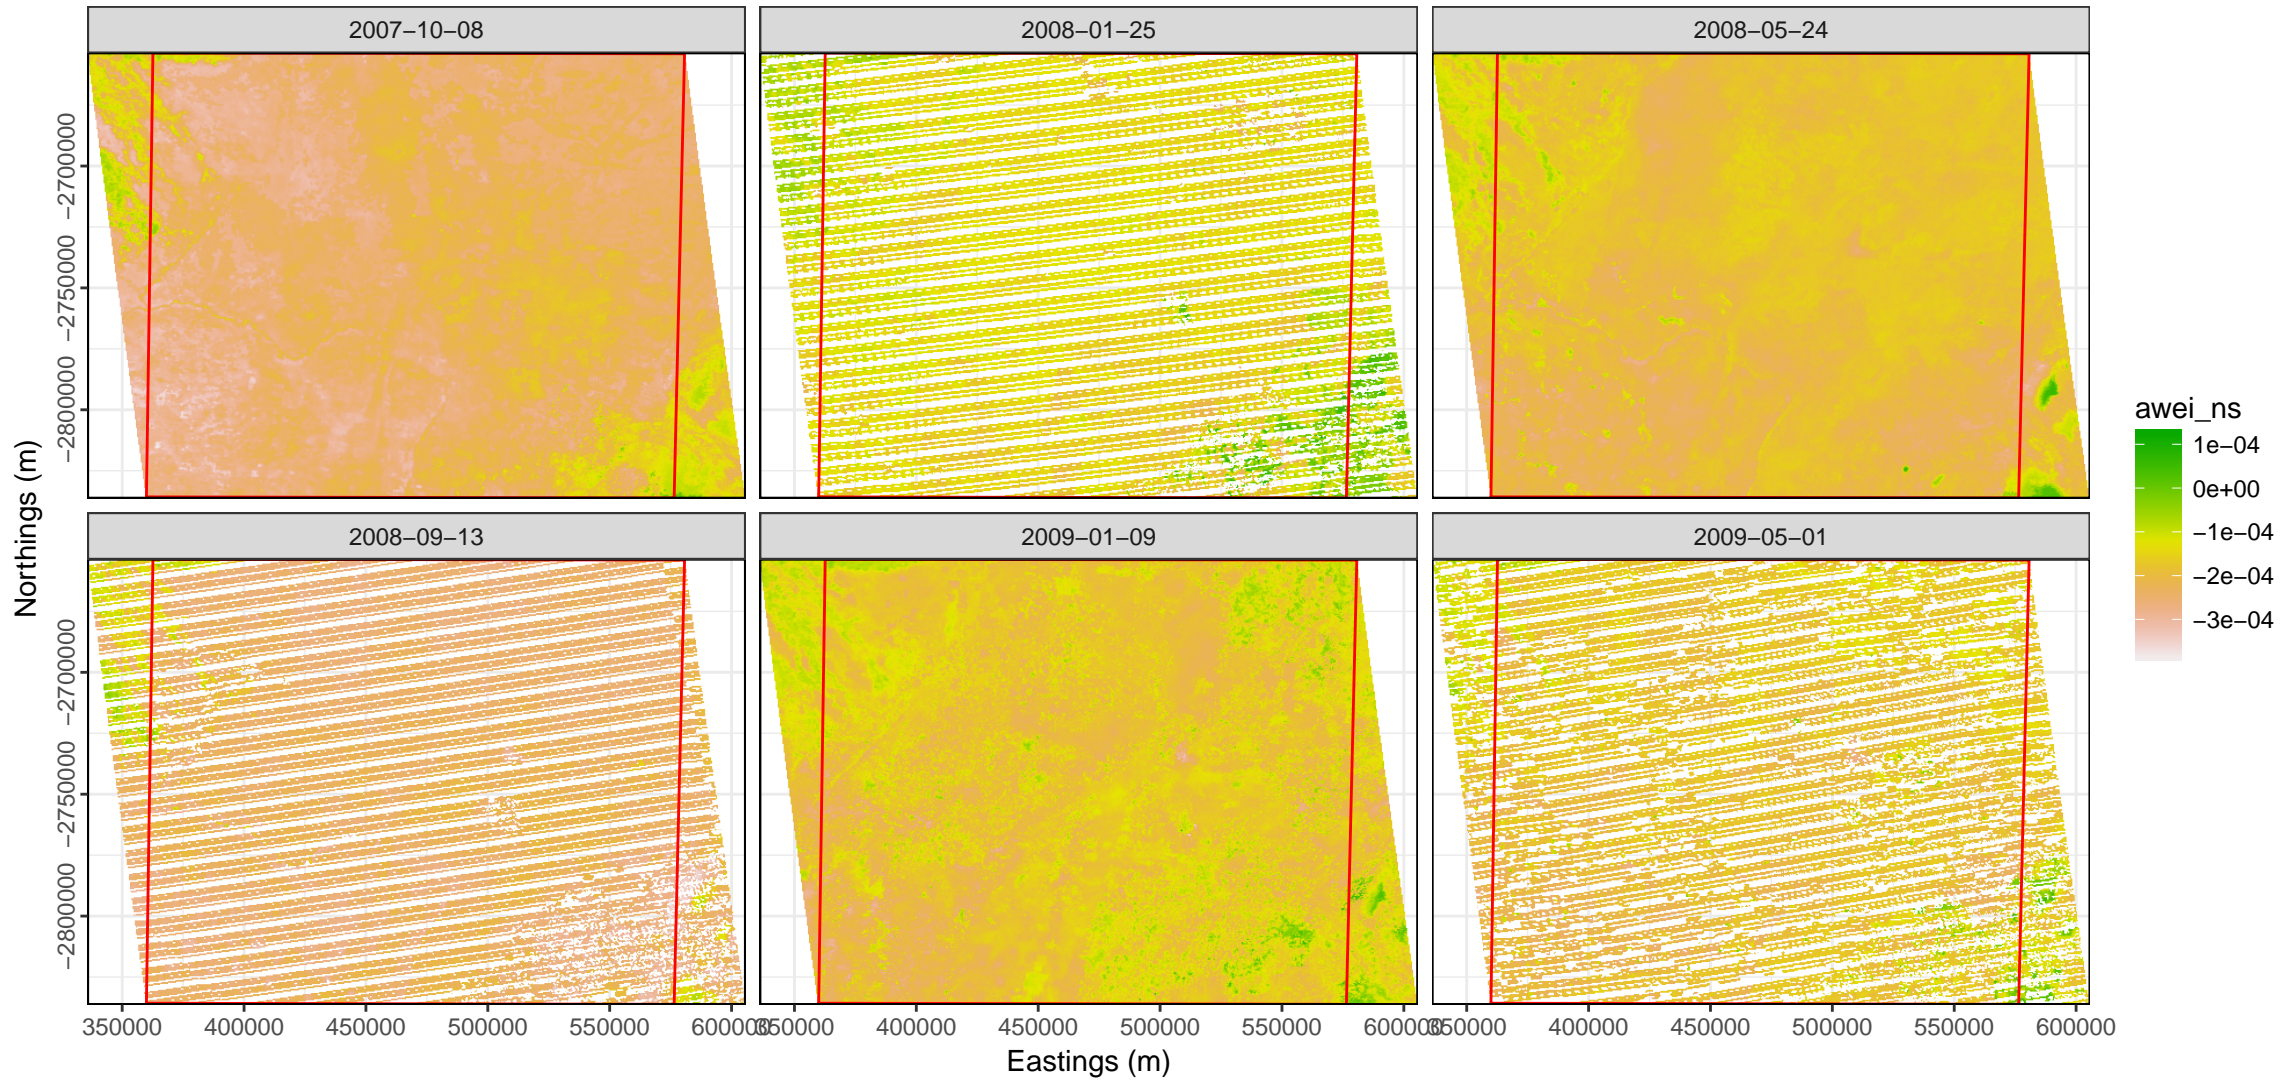 2007−10−08
2008−01−25
2008−05−24
−2700000
−2750000
−2800000
2008−09−13
2009−01−09
2009−05−01
−2700000
−2750000
−2800000
350000 400000 450000 500000 550000 600000
350000 400000 450000 500000 550000 600000
350000 400000 450000 500000 550000 600000
Eastings (m)
Northings (m)
awei_ns
1e−04
0e+00
−1e−04
−2e−04
−3e−04